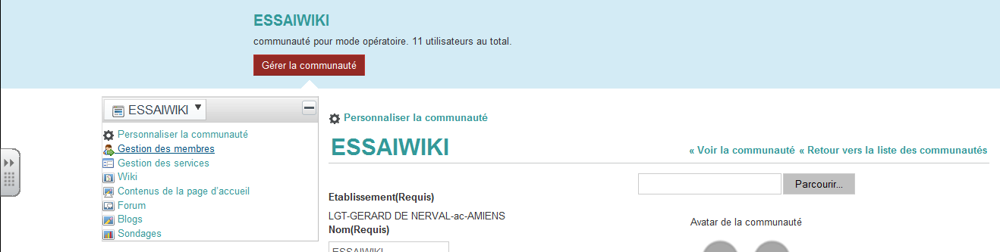 ESSAIWIKI
communauté pour mode opératoire. 11 utilisateurs au total.
Gérer la communauté
ESSAIWIKI
Personnaliser la communauté
Gestion des membres
Gestion des services
Wiki
Contenus de la page d'accueil
Forum
Blogs
Sondages
Personnaliser la communauté
ESSAIWIKI
« Voir la communauté « Retour vers la liste des communautés
Parcourir...
Etablissement(Requis)
LGT-GERARD DE NERVAL-ac-AMIENS
Nom(Requis)
ESSAIWIKI
Avatar de la communauté